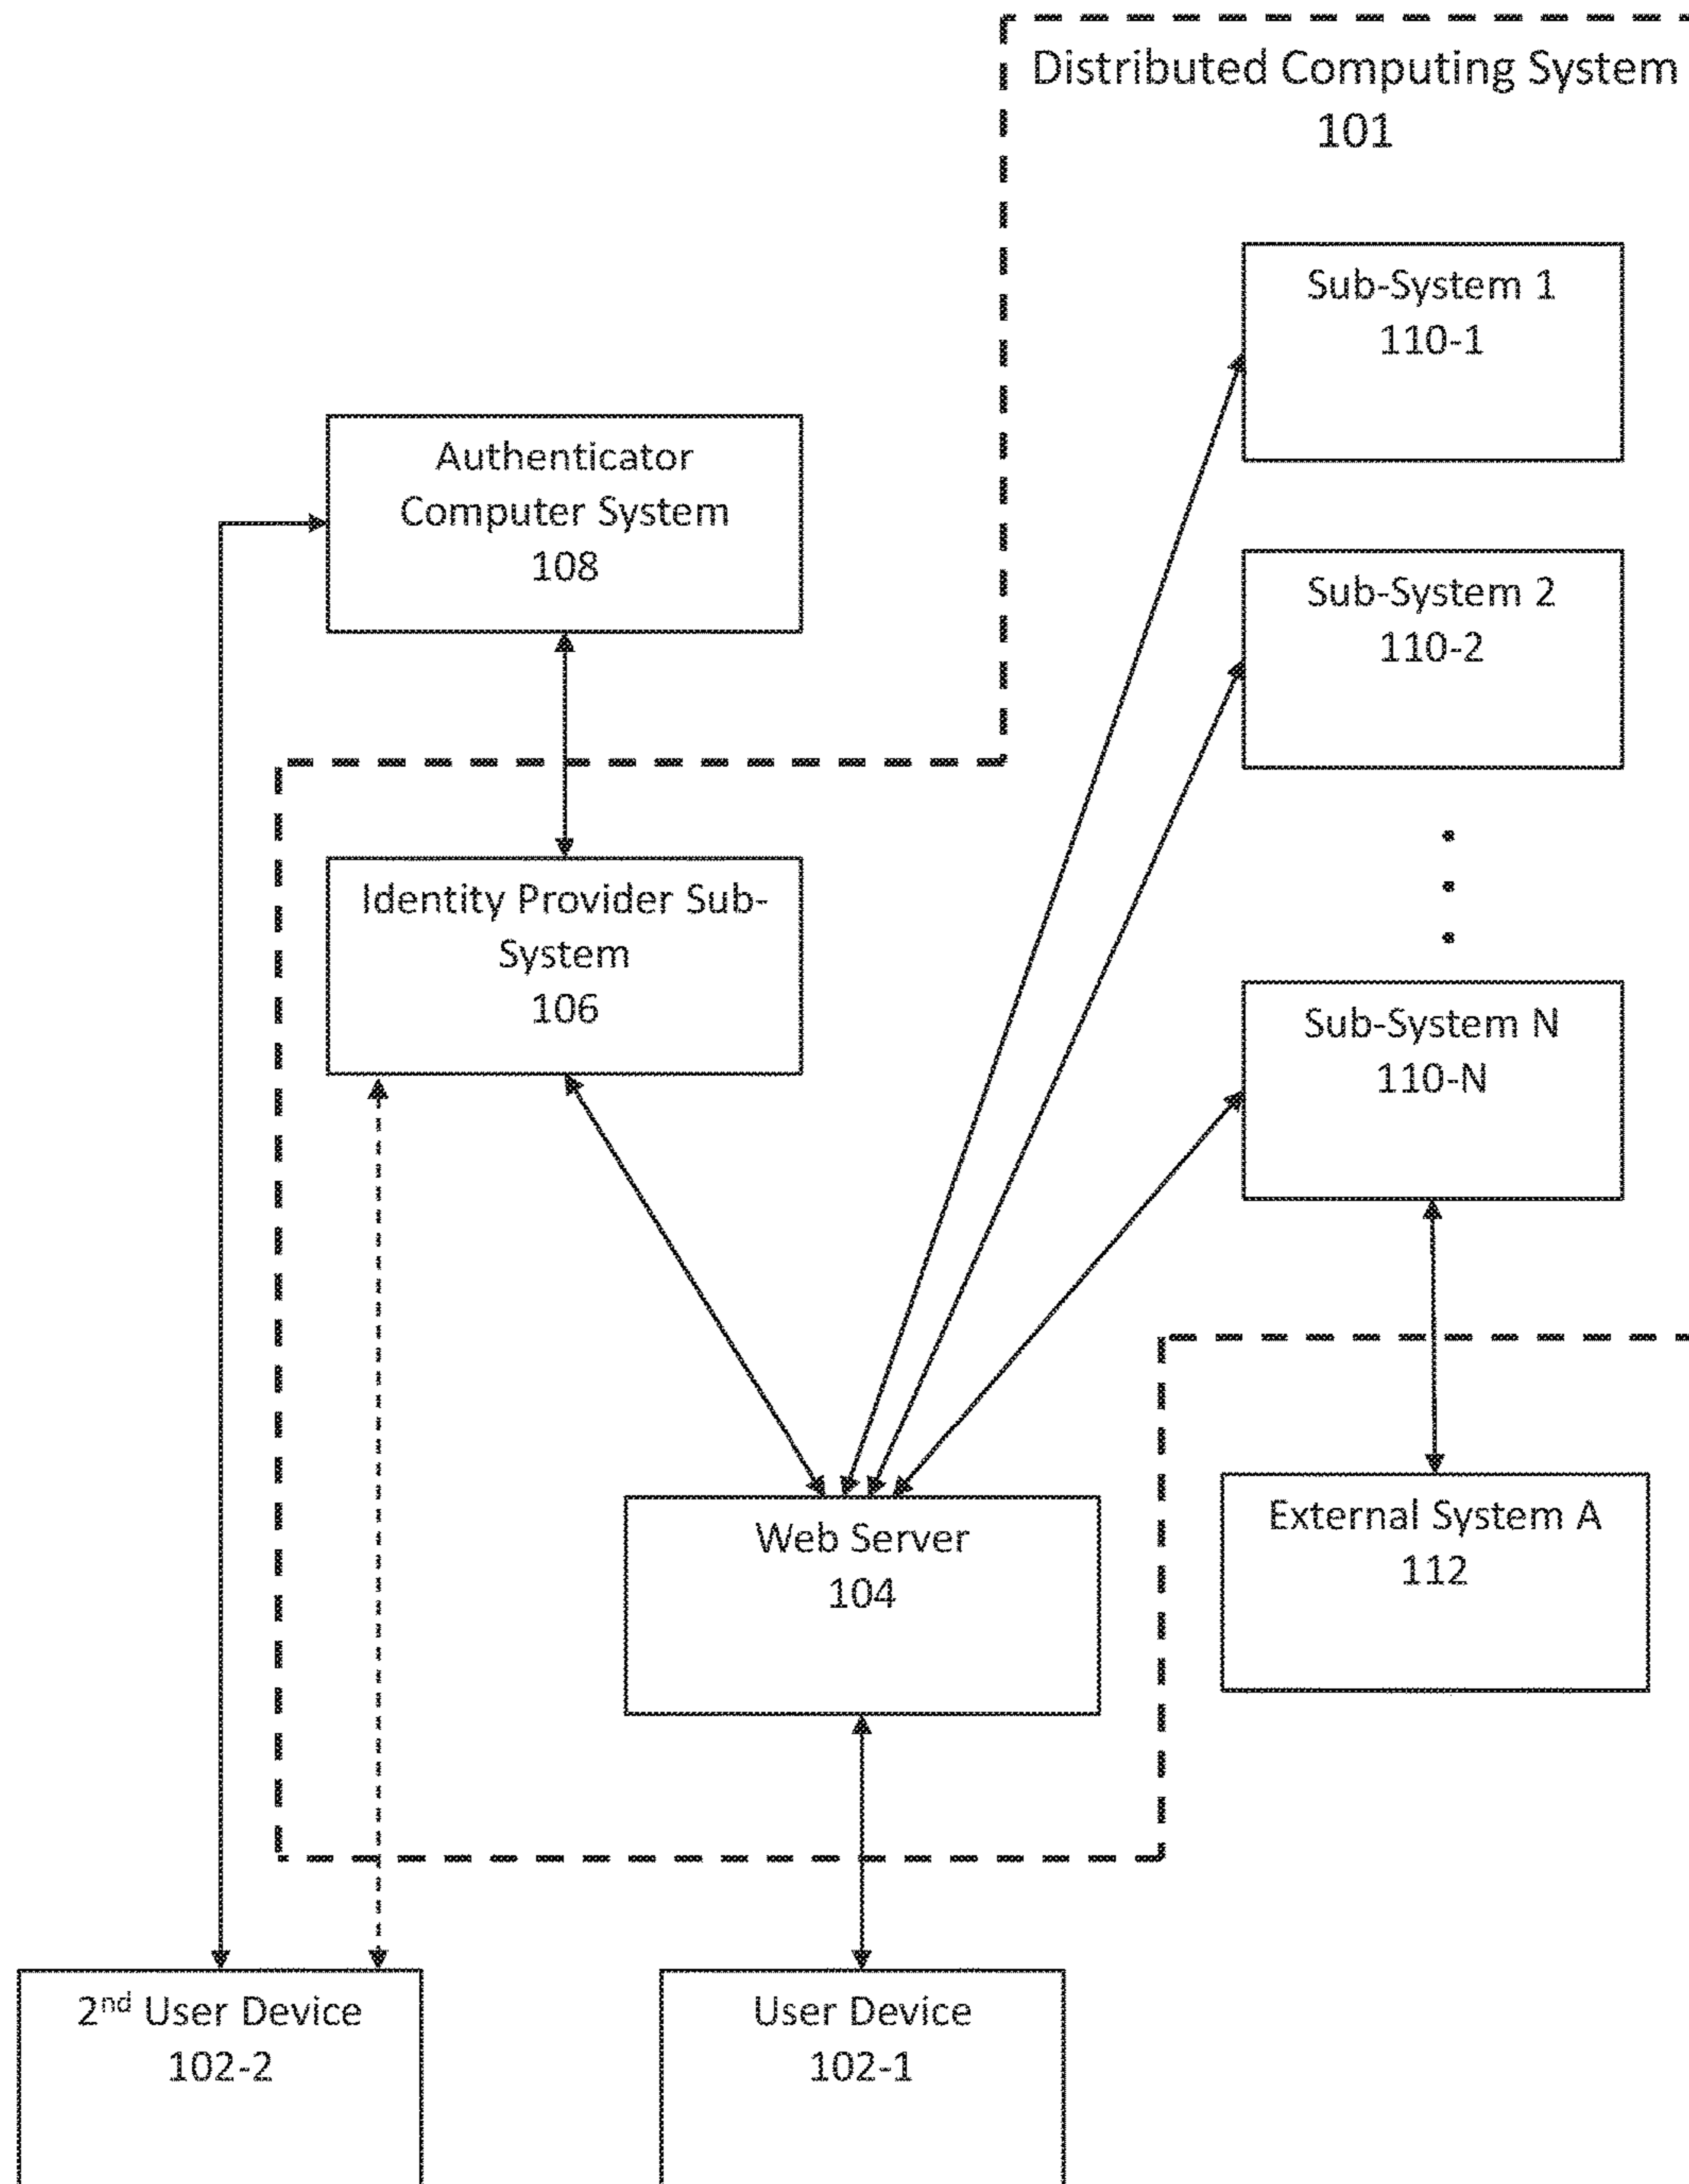 Distributed Computing System
101
Sub-System 1
110-1
Authenticator
Computer System
108
Sub-System 2
110-2
Identity Provider Sub-
System
106
Sub-System N
110-N
Web Server
104
External System A
112
2nd User Device
102-2
User Device
102-1